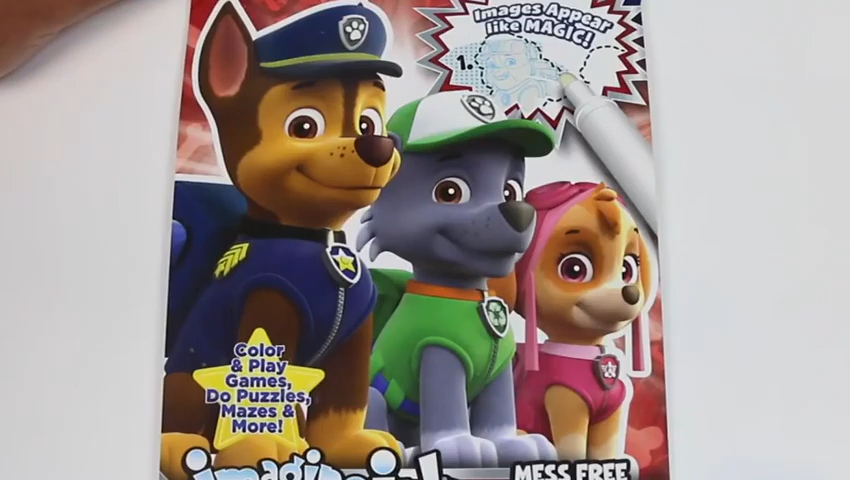 Images Appear
like MAGIC!
1.
Color
& Play
Games,
Do Puzzles,
Mazes &
More!
MESS FREE